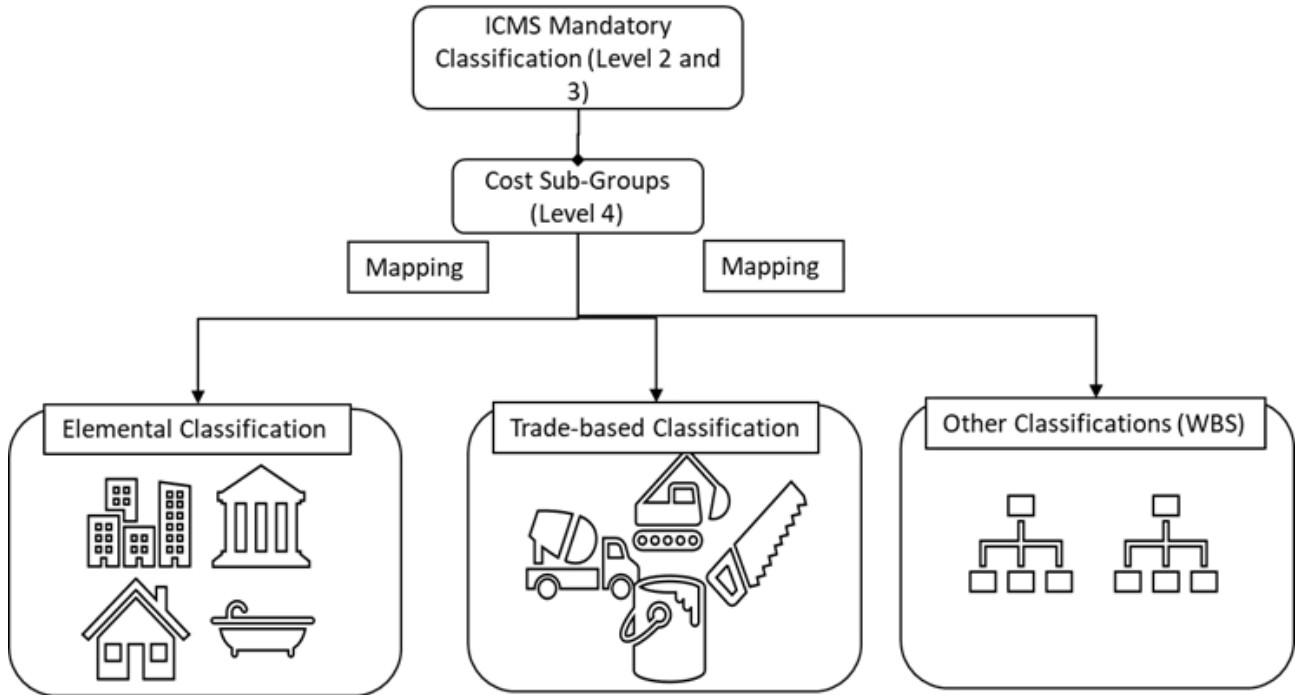 ICMS Mandatory
Classification (Level 2 and
3)
Cost Sub-Groups
(Level 4)
Mapping
Mapping
Elemental Classification
Trade-based Classification
Other Classifications (WBS)